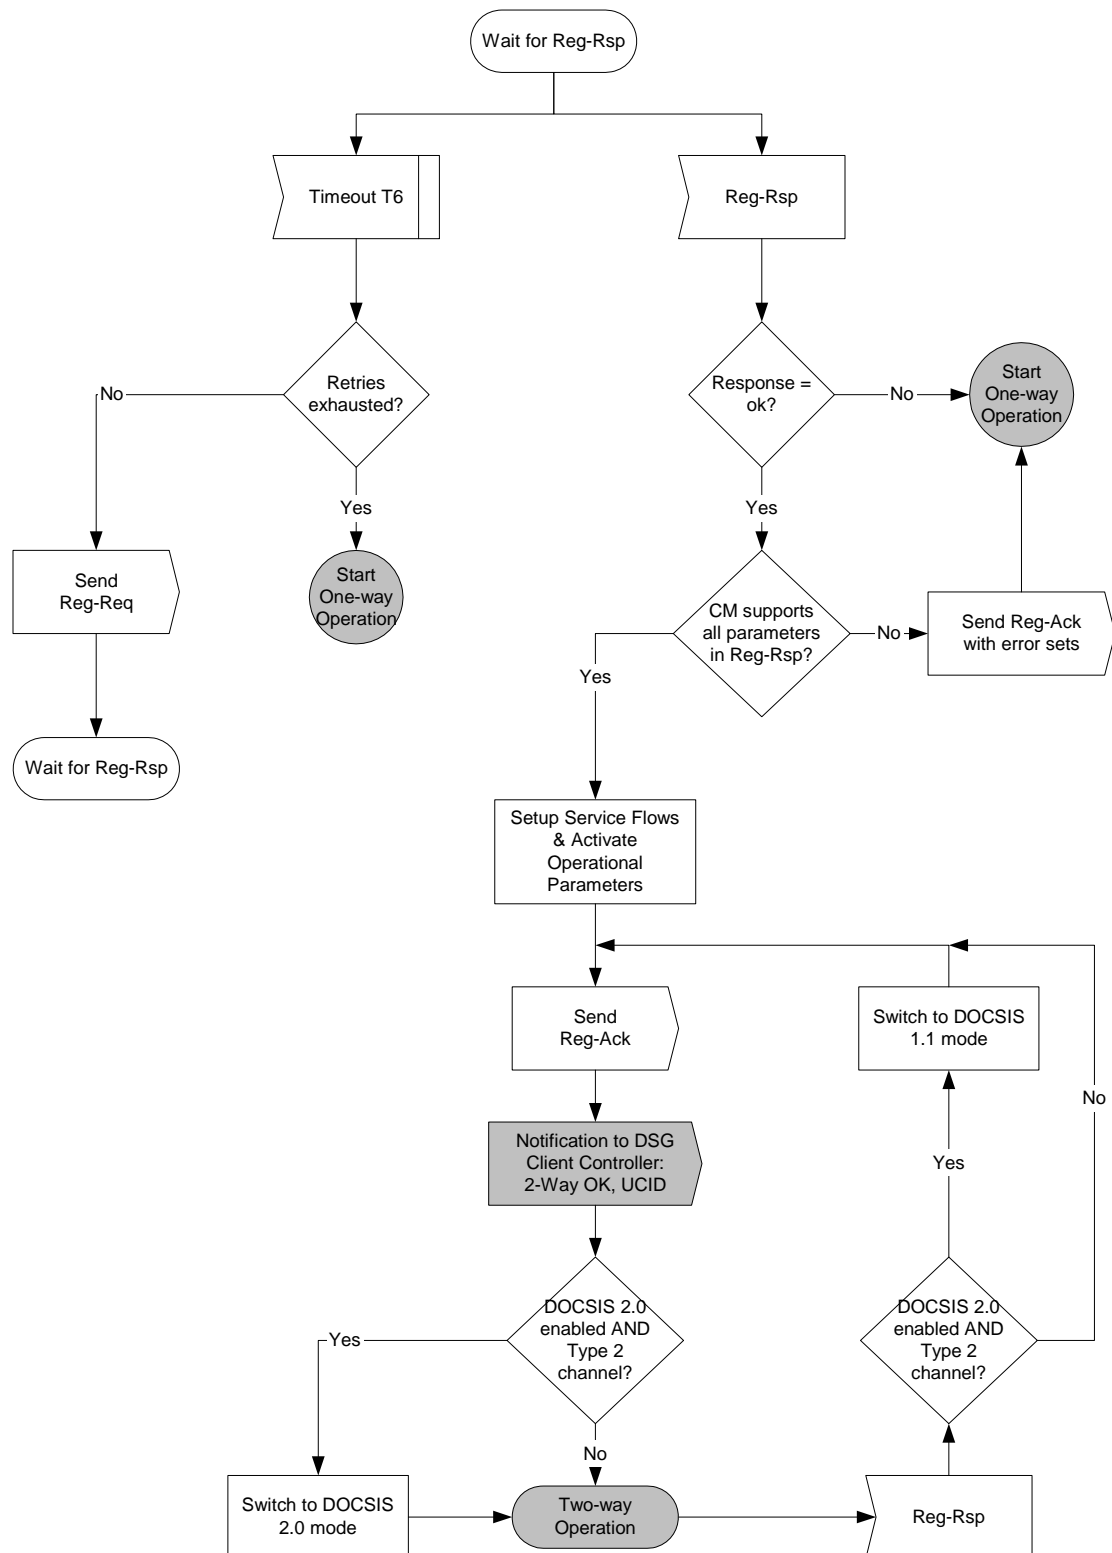 Wait for Reg-Rsp
Timeout T6
Reg-Rsp
Retries
exhausted?
No
Yes
Response =
ok?
No
Yes
Start
One-way
Operation
Send
Reg-Req
Start
One-way
Operation
CM supports
all parameters
in Reg-Rsp?
No
Yes
Send Reg-Ack
with error sets
Wait for Reg-Rsp
Setup Service Flows
& Activate
Operational
Parameters
Send
Reg-Ack
Switch to DOCSIS
1.1 mode
No
Notification to DSG
Client Controller:
2-Way OK, UCID
Yes
DOCSIS 2.0
enabled AND
Type 2
channel?
Yes
No
DOCSIS 2.0
enabled AND
Type 2
channel?
Switch to DOCSIS
2.0 mode
Two-way
Operation
Reg-Rsp